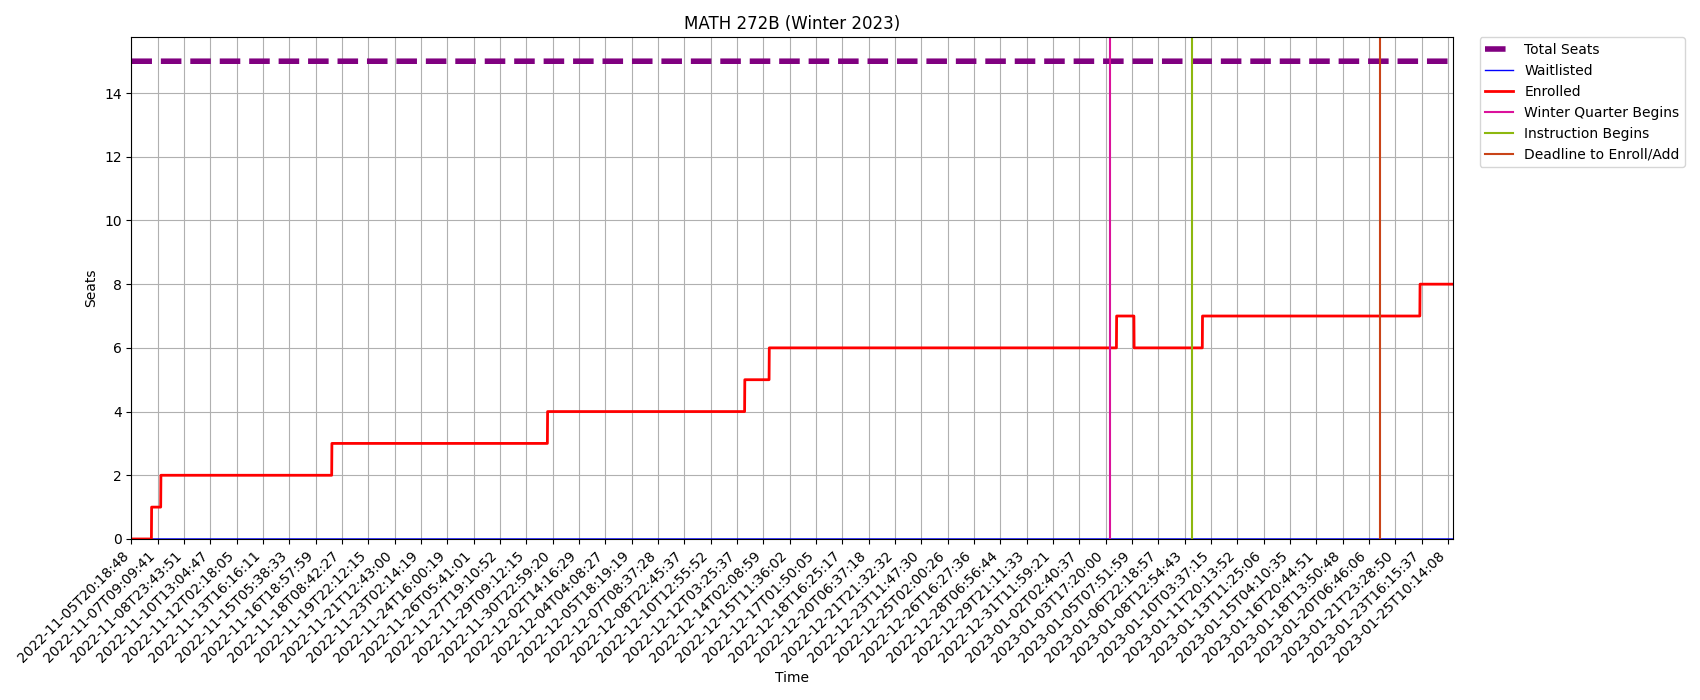 MATH 272B (Winter 2023)
Total Seats
Waitlisted
Enrolled
Winter Quarter Begins
Instruction Begins
Deadline to Enroll/Add
14
12
10
8
6
4
2
0
Seats
2022-11-05T20:18:48
2022-11-07T09:09:41
2022-11-08T23:43:51
2022-11-10T13:04:47
2022-11-12T02:18:05
2022-11-13T16:16:11
2022-11-15T05:38:33
2022-11-16T18:57:59
2022-11-18T08:42:27
2022-11-19T22:12:15
2022-11-21T12:43:00
2022-11-23T02:14:19
2022-11-24T16:00:19
2022-11-26T05:41:01
2022-11-27T19:10:52
2022-11-29T09:12:15
2022-11-30T22:59:20
2022-12-02T14:16:29
2022-12-04T04:08:27
2022-12-05T18:19:19
2022-12-07T08:37:28
2022-12-08T22:45:37
2022-12-10T12:55:52
2022-12-12T03:25:37
2022-12-14T02:08:59
2022-12-15T11:36:02
2022-12-17T01:50:05
2022-12-18T16:25:17
2022-12-20T06:37:18
2022-12-21T21:32:32
2022-12-23T11:47:30
2022-12-25T02:00:26
2022-12-26T16:27:36
2022-12-28T06:56:44
2022-12-29T21:11:33
2022-12-31T11:59:21
2023-01-02T02:40:37
2023-01-03T17:20:00
2023-01-05T07:51:59
2023-01-06T22:18:57
2023-01-08T12:54:43
2023-01-10T03:37:15
2023-01-11T20:13:52
2023-01-13T11:25:06
2023-01-15T04:10:35
2023-01-16T20:44:51
2023-01-18T13:50:48
2023-01-20T06:46:06
2023-01-21T23:28:50
2023-01-23T16:15:37
2023-01-25T10:14:08
Time